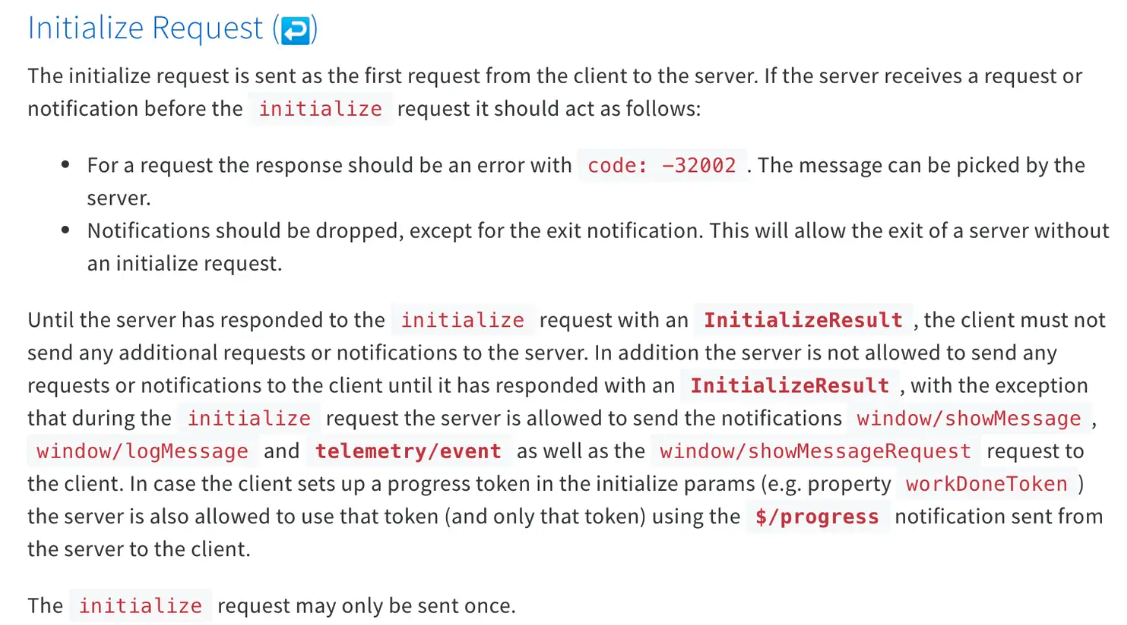 Initialize Request (↩)
The initialize request is sent as the first request from the client to the server. If the server receives a request or
notification before the initialize request it should act as follows:
• For a request the response should be an error with code: -32002 . The message can be picked by the
server.
• Notifications should be dropped, except for the exit notification. This will allow the exit of a server without
an initialize request.
Until the server has responded to the initialize request with an InitializeResult , the client must not
send any additional requests or notifications to the server. In addition the server is not allowed to send any
requests or notifications to the client until it has responded with an InitializeResult , with the exception
that during the initialize request the server is allowed to send the notifications window/showMessage ,
window/logMessage and telemetry/event as well as the window/showMessageRequest request to
the client. In case the client sets up a progress token in the initialize params (e.g. property workDoneToken )
the server is also allowed to use that token (and only that token) using the $/progress notification sent from
the server to the client.
The initialize request may only be sent once.